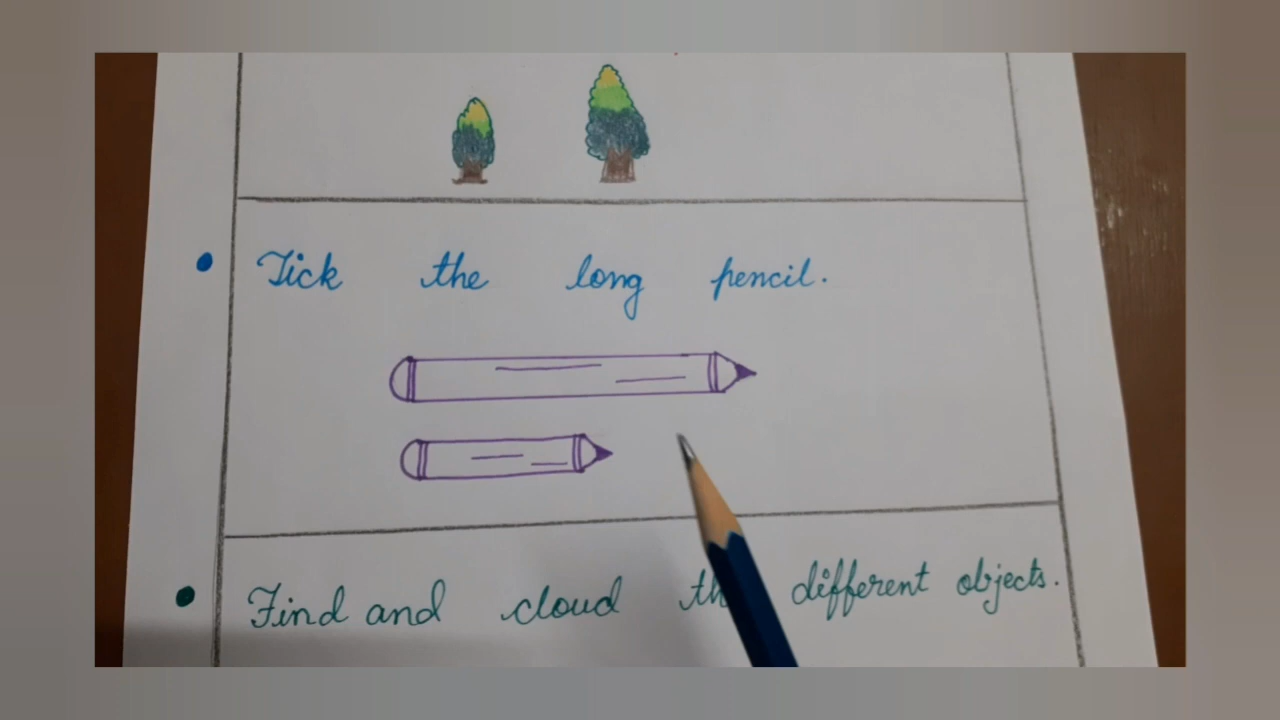 Tick the long pencil.
Find and cloud different objects.